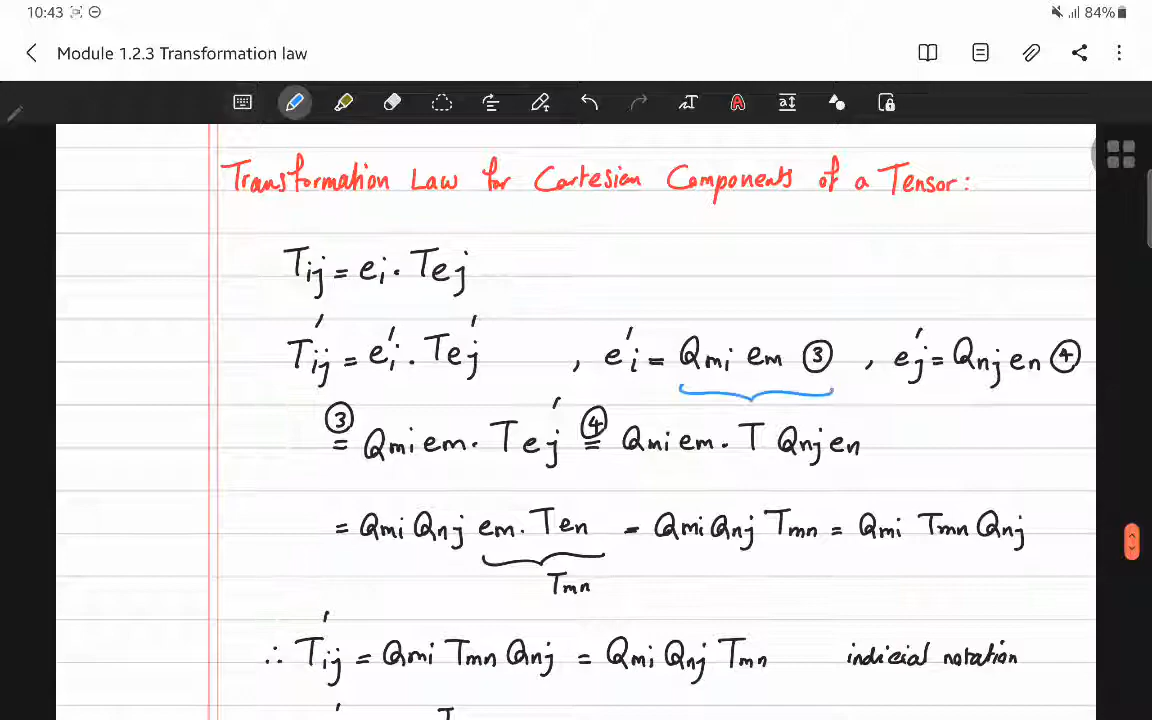 10:43 84%
Module 1.2.3 Transformation law
Transformation Law for Cartesian Components of a Tensor:
Tij = ei . Tej
T'ij = e'i . Te'j , e'i = Qmi em ③ , e'j = Qnj en ④
③
= Qmi em . Te'j ④
= Qmi em . T Qnj en
= Qmi Qnj em . Ten = Qmi Qnj Tmn = Qmi Tmn Qnj
Tmn
∴ T'ij = Qmi Tmn Qnj = Qmi Qnj Tmn indicial notation